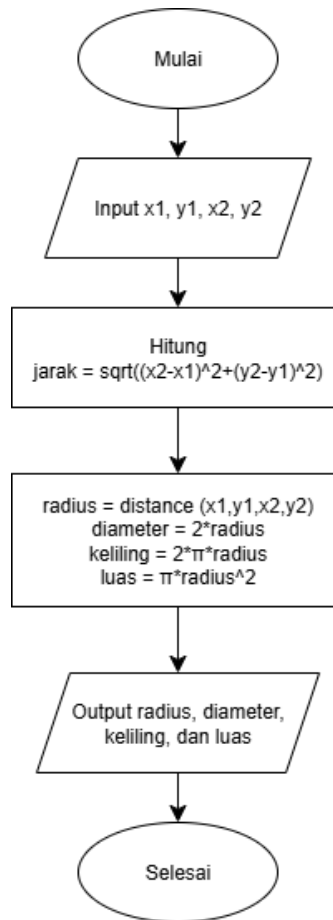 Mulai
Input x1, y1, x2, y2
Hitung
jarak = sqrt((x2-x1)^2+(y2-y1)^2)
radius = distance (x1,y1,x2,y2)
diameter = 2*radius
keliling = 2*π*radius
luas = π*radius^2
Output radius, diameter,
keliling, dan luas
Selesai